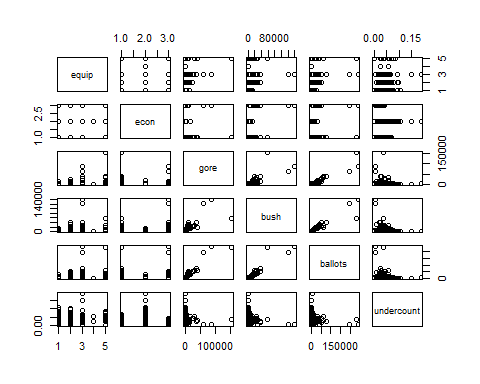 1.0 2.0 3.0 0 80000 0.00 0.15
equip 1 3 5
1.0 2.5 econ
gore 0 150000
0 140000 bush
ballots 0
0.00 undercount
1 3 5 0 100000 0 150000